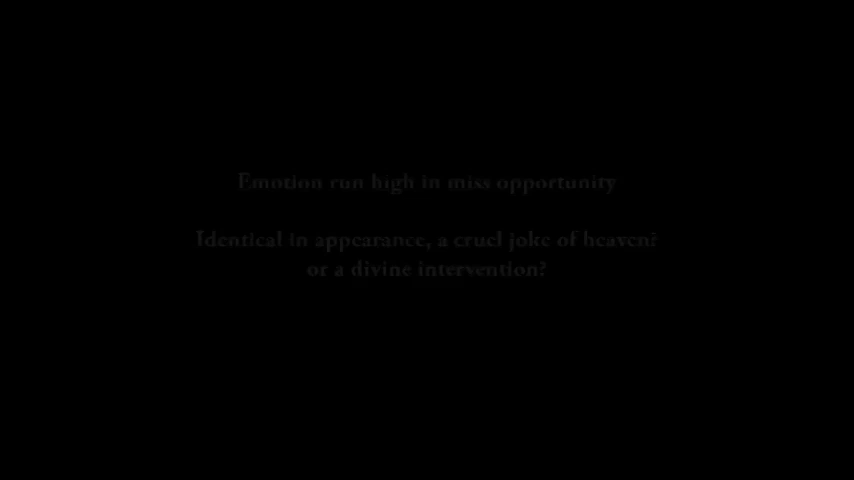 Emotion run high in miss opportunity
Identical in appearance, a cruel joke of heaven?
or a divine intervention?